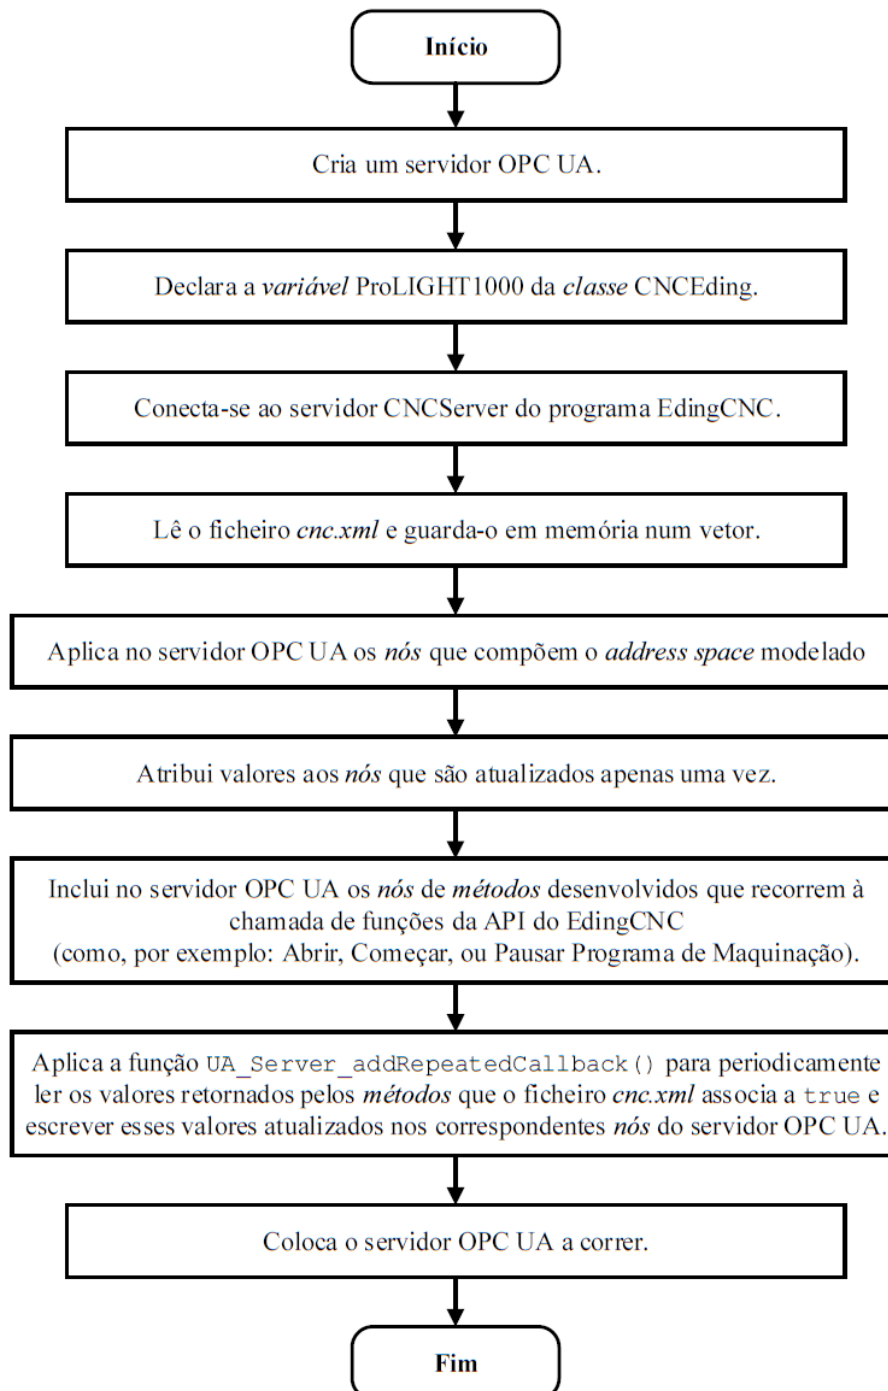 Início
Cria um servidor OPC UA.
Declara a variável ProLIGHT1000 da classe CNCEding.
Conecta-se ao servidor CNCServer do programa EdingCNC.
Lê o ficheiro cnc.xml e guarda-o em memória num vetor.
Aplica no servidor OPC UA os nós que compõem o address space modelado
Atribui valores aos nós que são atualizados apenas uma vez.
Inclui no servidor OPC UA os nós de métodos desenvolvidos que recorrem à
chamada de funções da API do EdingCNC
(como, por exemplo: Abrir, Começar, ou Pausar Programa de Maquinação).
Aplica a função UA_Server_addRepeatedCallback() para periodicamente
ler os valores retornados pelos métodos que o ficheiro cnc.xml associa a true e
escrever esses valores atualizados nos correspondentes nós do servidor OPC UA.
Coloca o servidor OPC UA a correr.
Fim